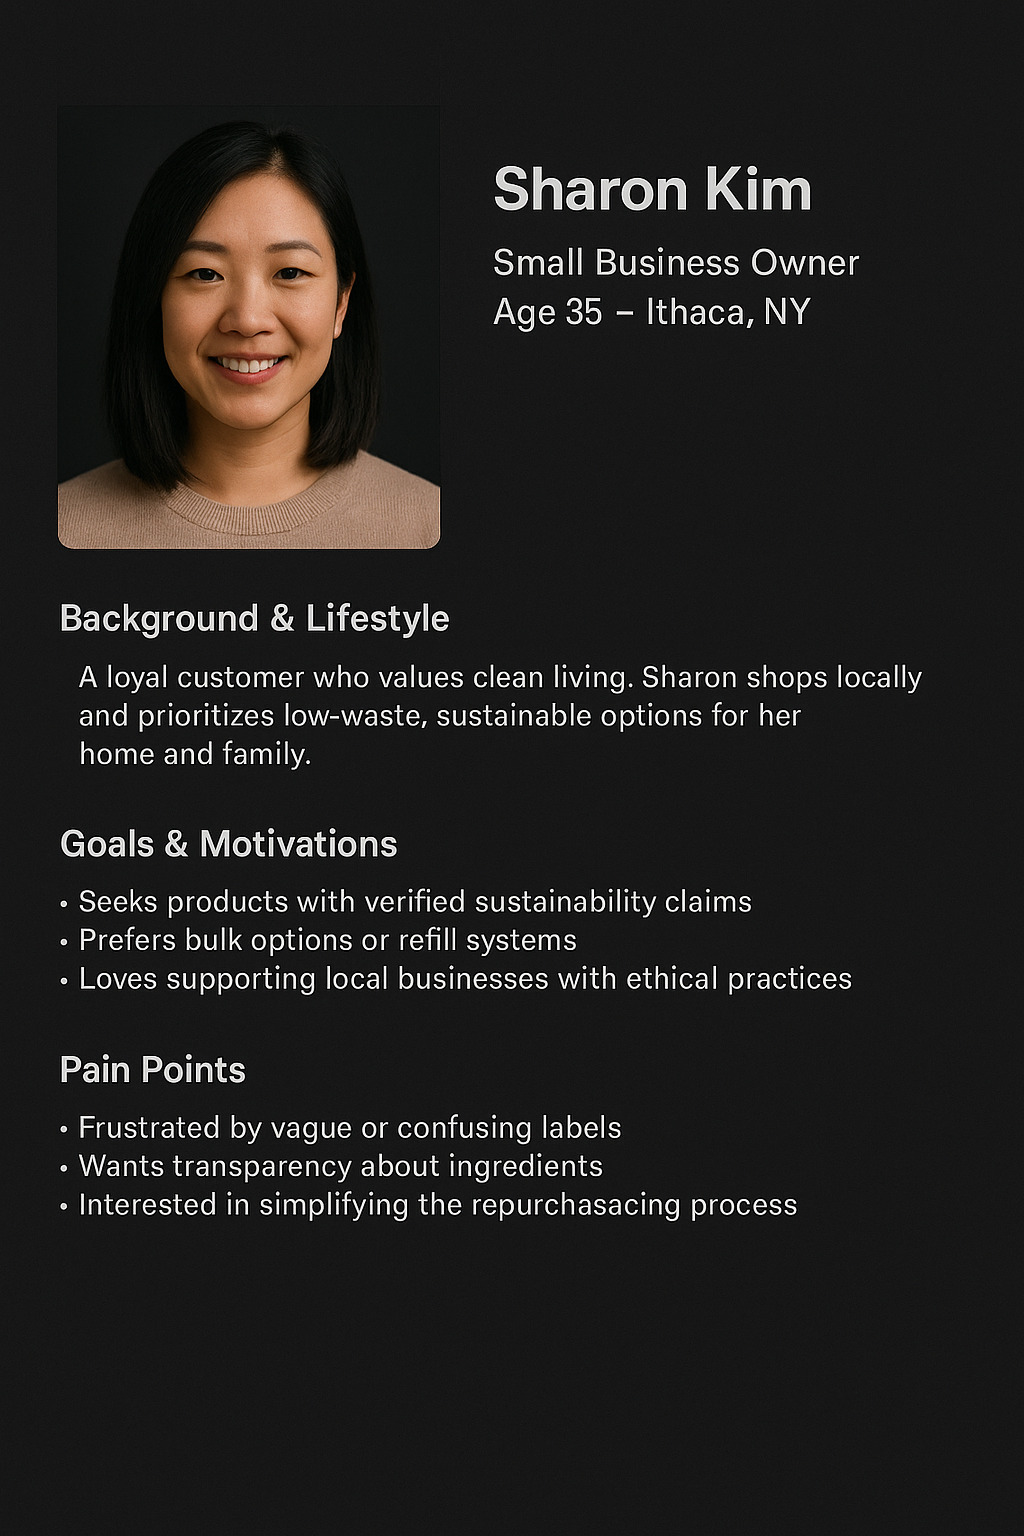 Sharon Kim
Small Business Owner
Age 35 – Ithaca, NY
Background & Lifestyle
A loyal customer who values clean living. Sharon shops locally
and prioritizes low-waste, sustainable options for her
home and family.
Goals & Motivations
• Seeks products with verified sustainability claims
• Prefers bulk options or refill systems
• Loves supporting local businesses with ethical practices
Pain Points
• Frustrated by vague or confusing labels
• Wants transparency about ingredients
• Interested in simplifying the repurchasacing process